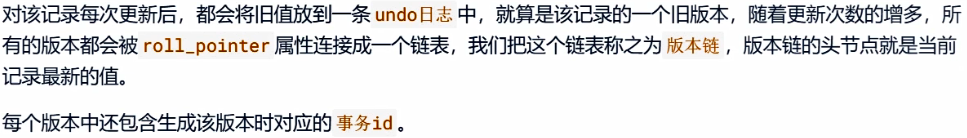 对该记录每次更新后，都会将旧值放到一条 undo日志 中，就算是该记录的一个旧版本，随着更新次数的增多，所
有的版本都会被 roll_pointer 属性连接成一个链表，我们把这个链表称之为 版本链 ，版本链的头节点就是当前
记录最新的值。
每个版本中还包含生成该版本时对应的 事务id 。